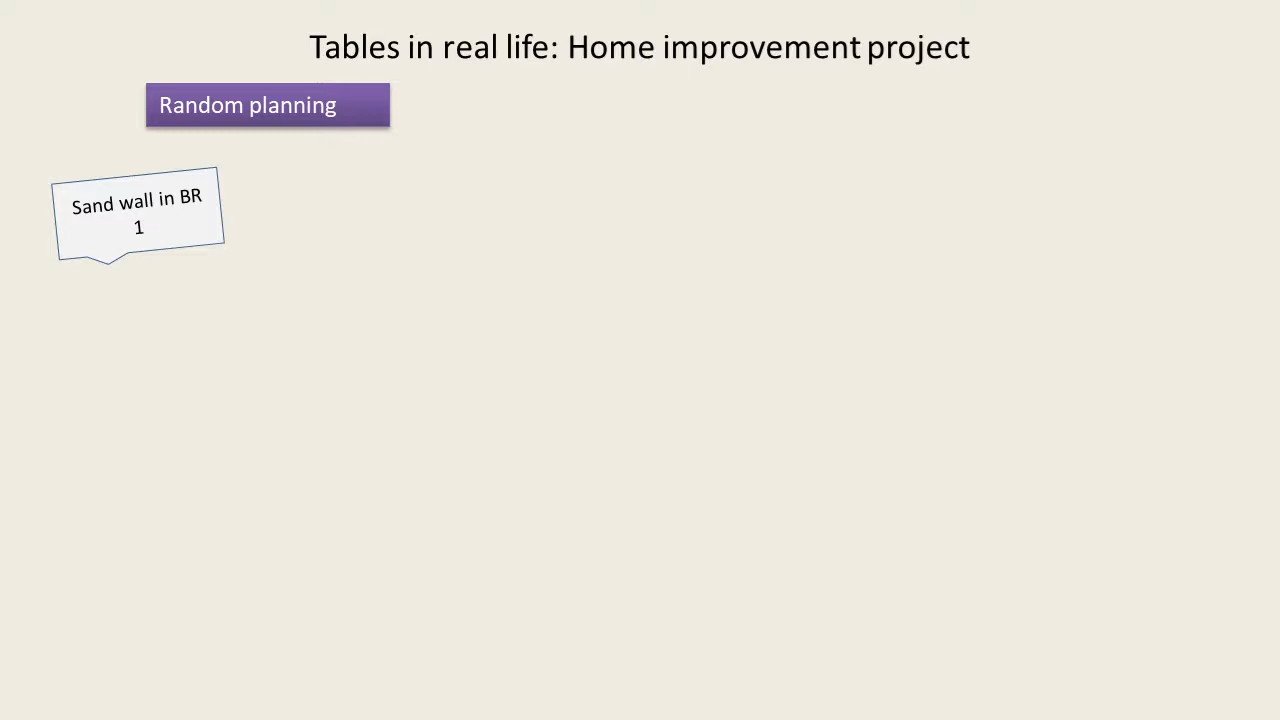 Tables in real life: Home improvement project
Random planning
Sand wall in BR
1